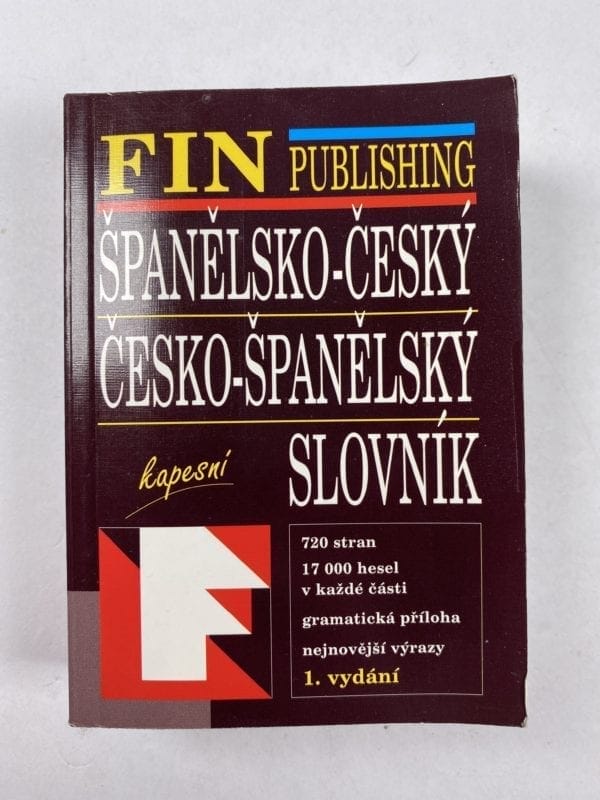 FIN PUBLISHING
ŠPANĚLSKO-ČESKÝ
ČESKO-ŠPANĚLSKÝ
kapesní SLOVNÍK
720 stran
17 000 hesel
v každé části
gramatická příloha
nejnovější výrazy
1. vydání